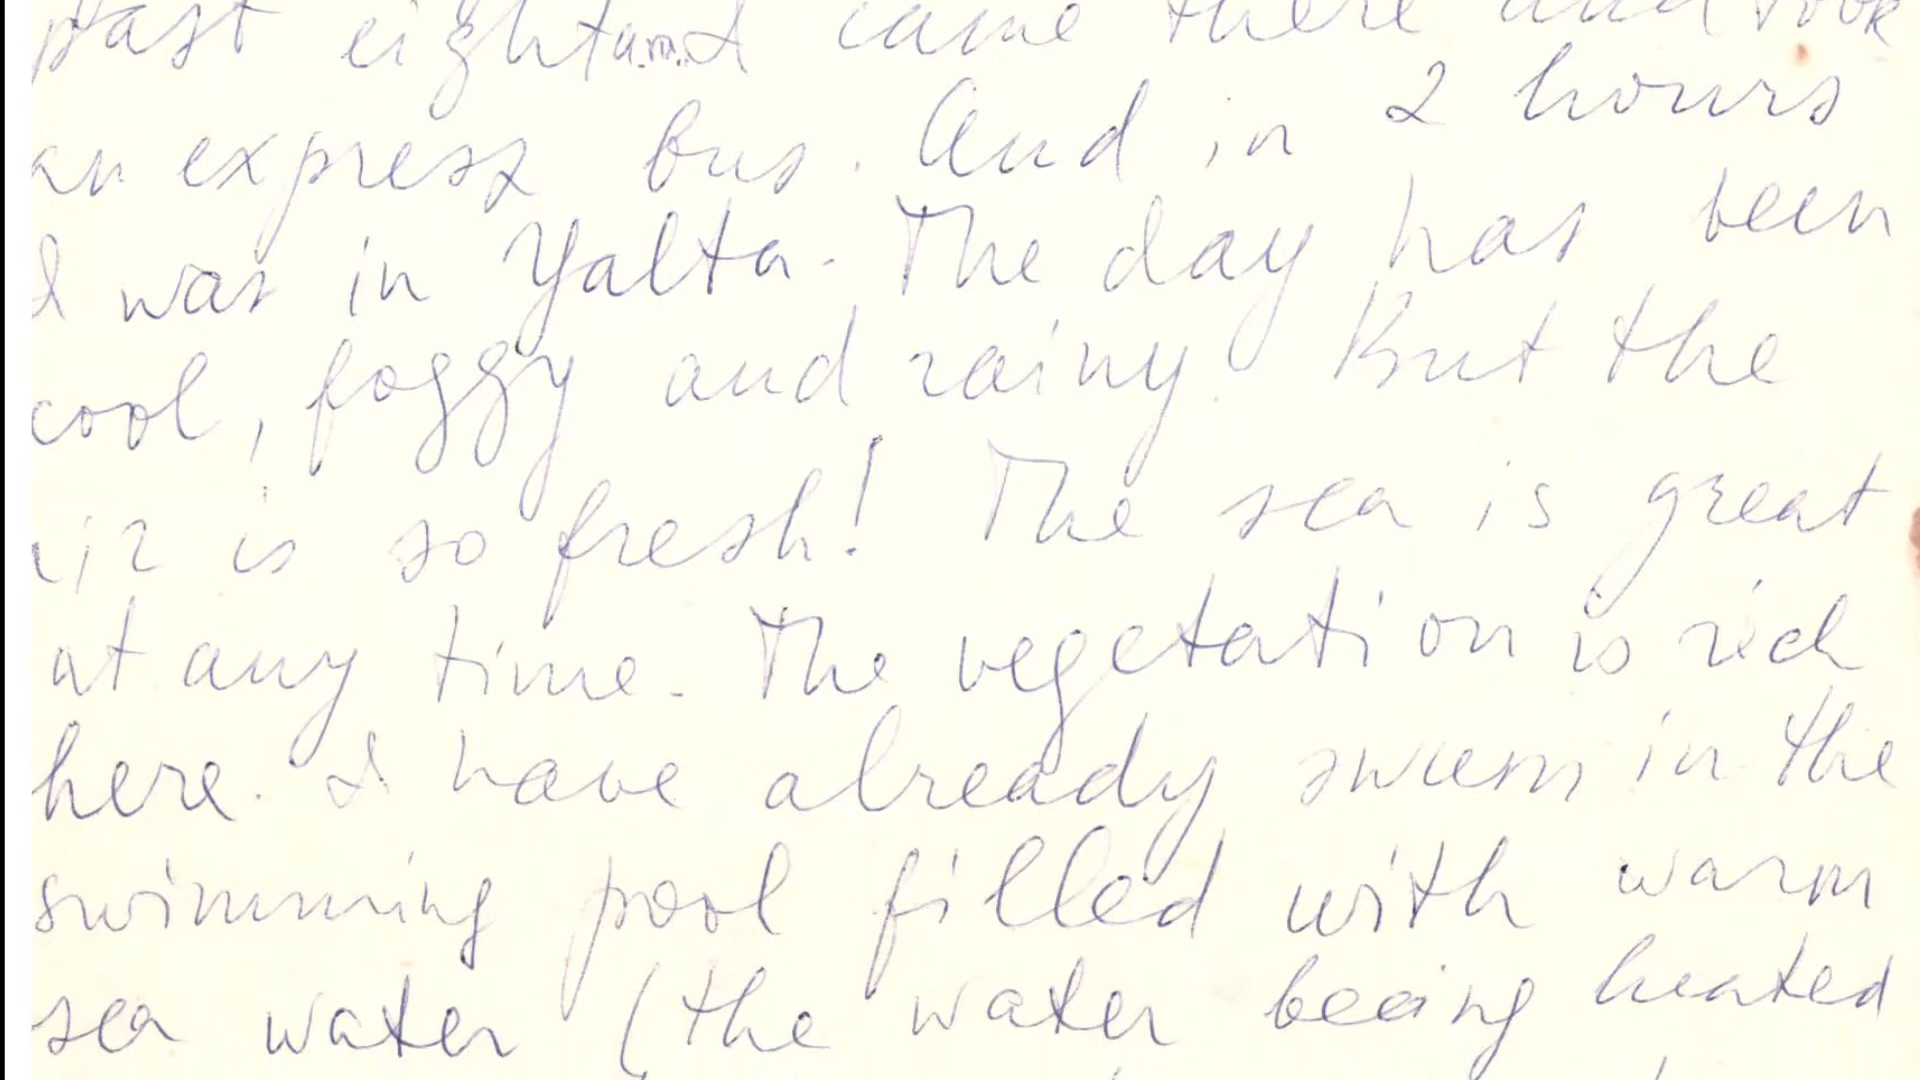 past eight a.m. I came there and took
an express bus. And in 2 hours
I was in Yalta. The day has been
cool, foggy and rainy. But the
air is so fresh! The sea is great
at any time. The vegetation is rich
here. I have already swum in the
swimming pool filled with warm
sea water (the water being heated